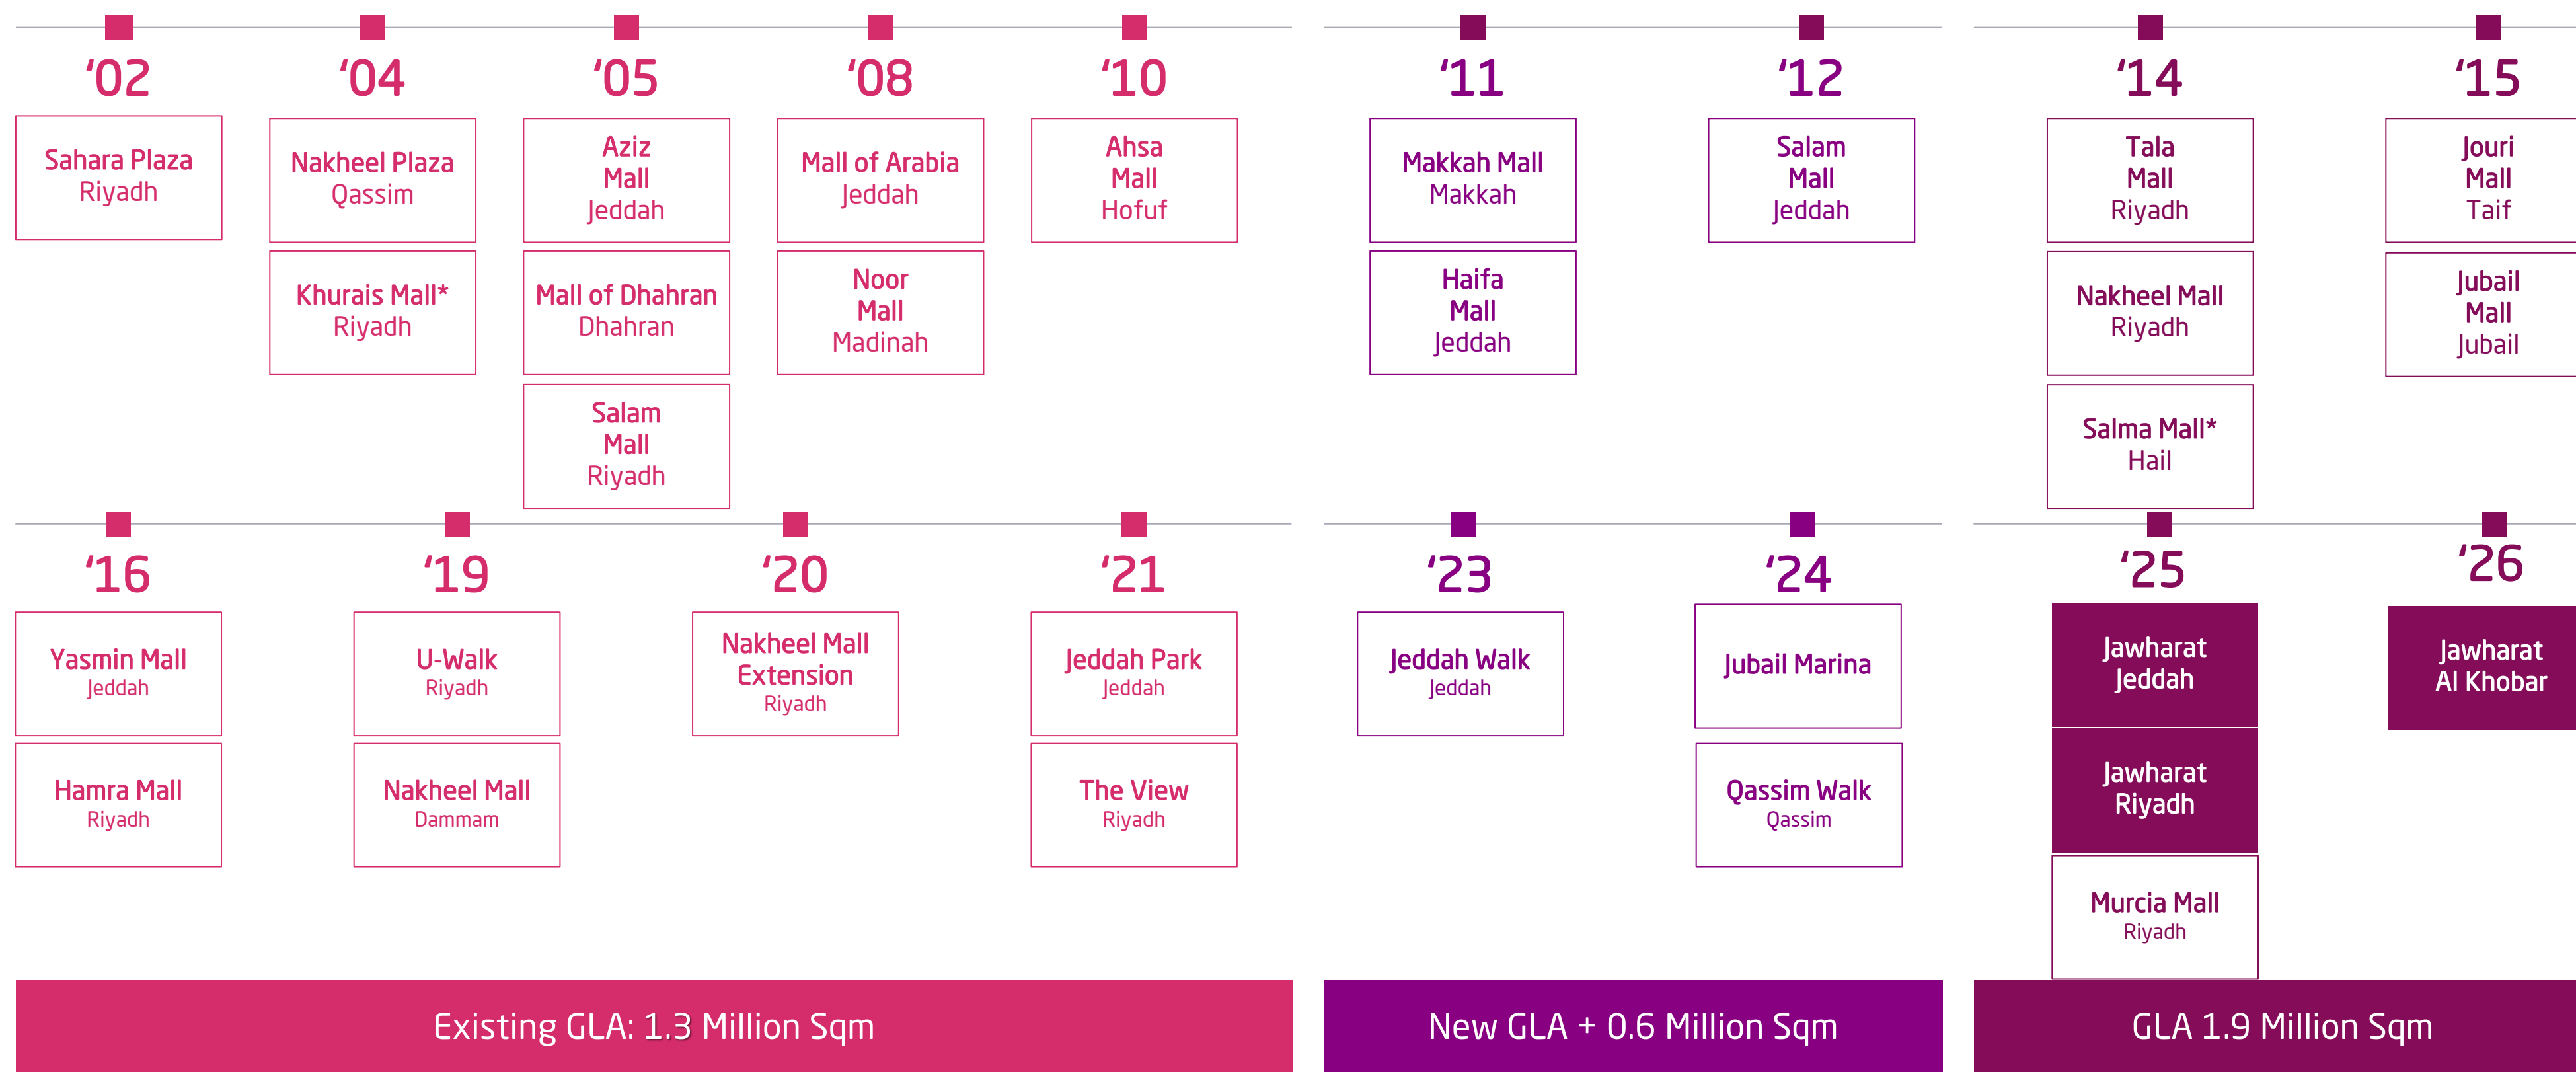 ‘02
Sahara Plaza
Riyadh
‘04
Nakheel Plaza
Qassim
Khurais Mall*
Riyadh
‘05
Aziz
Mall
Jeddah
Mall of Dhahran
Dhahran
Salam
Mall
Riyadh
‘08
Mall of Arabia
Jeddah
Noor
Mall
Madinah
‘10
Ahsa
Mall
Hofuf
‘11
Makkah Mall
Makkah
Haifa
Mall
Jeddah
‘12
Salam
Mall
Jeddah
‘14
Tala
Mall
Riyadh
Nakheel Mall
Riyadh
Salma Mall*
Hail
‘15
Jouri
Mall
Taif
Jubail
Mall
Jubail
‘16
Yasmin Mall
Jeddah
Hamra Mall
Riyadh
‘19
U-Walk
Riyadh
Nakheel Mall
Dammam
‘20
Nakheel Mall
Extension
Riyadh
‘21
Jeddah Park
Jeddah
The View
Riyadh
‘23
Jeddah Walk
Jeddah
‘24
Jubail Marina
Qassim Walk
Qassim
‘25
Jawharat
Jeddah
Jawharat
Riyadh
Murcia Mall
Riyadh
‘26
Jawharat
Al Khobar
Existing GLA: 1.3 Million Sqm
New GLA + 0.6 Million Sqm
GLA 1.9 Million Sqm